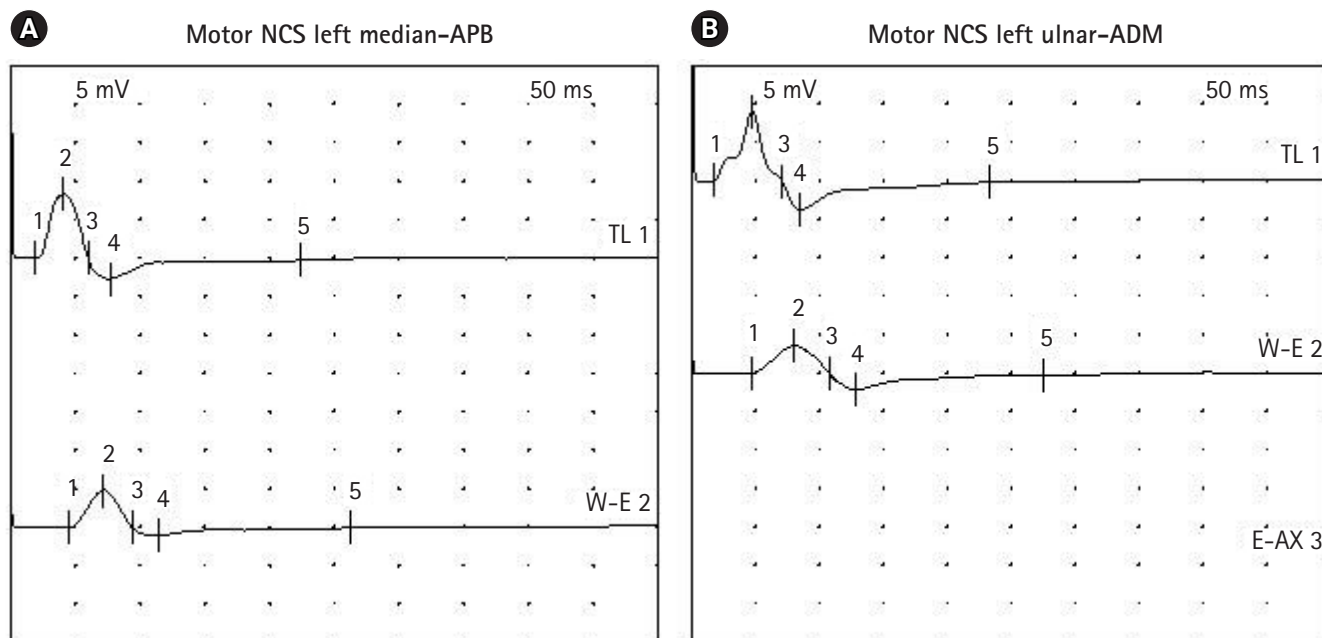 A Motor NCS left median-APB
5 mV 50 ms
2
1 3 4 5 TL 1
2
1 3 4 5 W-E 2
B Motor NCS left ulnar-ADM
5 mV 50 ms
1 3 4 5 TL 1
2
1 3 4 5 W-E 2
E-AX 3